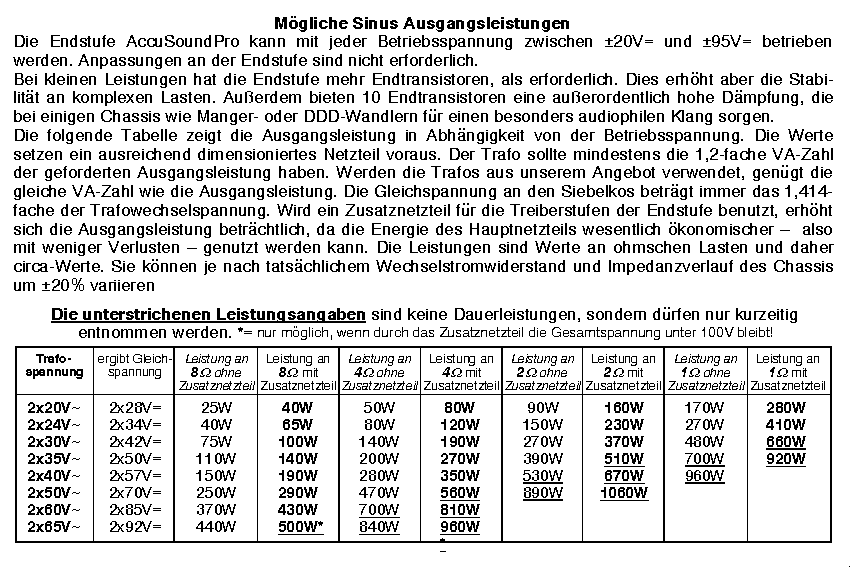 Mögliche Sinus Ausgangsleistungen
Die Endstufe AccuSoundPro kann mit jeder Betriebsspannung zwischen ±20V= und ±95V= betrieben
werden. Anpassungen an der Endstufe sind nicht erforderlich.
Bei kleinen Leistungen hat die Endstufe mehr Endtransistoren, als erforderlich. Dies erhöht aber die Stabi-
lität an komplexen Lasten. Außerdem bieten 10 Endtransistoren eine außerordentlich hohe Dämpfung, die
bei einigen Chassis wie Manger- oder DDD-Wandlern für einen besonders audiophilen Klang sorgen.
Die folgende Tabelle zeigt die Ausgangsleistung in Abhängigkeit von der Betriebsspannung. Die Werte
setzen ein ausreichend dimensioniertes Netzteil voraus. Der Trafo sollte mindestens die 1,2-fache VA-Zahl
der geforderten Ausgangsleistung haben. Werden die Trafos aus unserem Angebot verwendet, genügt die
gleiche VA-Zahl wie die Ausgangsleistung. Die Gleichspannung an den Siebelkos beträgt immer das 1,414-
fache der Trafowechselspannung. Wird ein Zusatznetzteil für die Treiberstufen der Endstufe benutzt, erhöht
sich die Ausgangsleistung beträchtlich, da die Energie des Hauptnetzteils wesentlich ökonomischer – also
mit weniger Verlusten – genutzt werden kann. Die Leistungen sind Werte an ohmschen Lasten und daher
circa-Werte. Sie können je nach tatsächlichem Wechselstromwiderstand und Impedanzverlauf des Chassis
um ±20% variieren
Die unterstrichenen Leistungsangaben sind keine Dauerleistungen, sondern dürfen nur kurzeitig
entnommen werden. *= nur möglich, wenn durch das Zusatznetzteil die Gesamtspannung unter 100V bleibt!
Trafo- ergibt Gleich- Leistung an Leistung an Leistung an Leistung an Leistung an Leistung an Leistung an Leistung an
spannung spannung 8Ω ohne 8Ω mit 4Ω ohne 4Ω mit 2Ω ohne 2Ω mit 1Ω ohne 1Ω mit
Zusatznetzteil Zusatznetzteil Zusatznetzteil Zusatznetzteil Zusatznetzteil Zusatznetzteil Zusatznetzteil Zusatznetzteil
2x20V~ 2x28V= 25W 40W 50W 80W 90W 160W 170W 280W
2x24V~ 2x34V= 40W 65W 80W 120W 150W 230W 270W 410W
2x30V~ 2x42V= 75W 100W 140W 190W 270W 370W 480W 660W
2x35V~ 2x50V= 110W 140W 200W 270W 390W 510W 700W 920W
2x40V~ 2x57V= 150W 190W 280W 350W 530W 670W 960W
2x50V~ 2x70V= 250W 290W 470W 560W 890W 1060W
2x60V~ 2x85V= 370W 430W 700W 810W
2x65V~ 2x92V= 440W 500W* 840W 960W
*